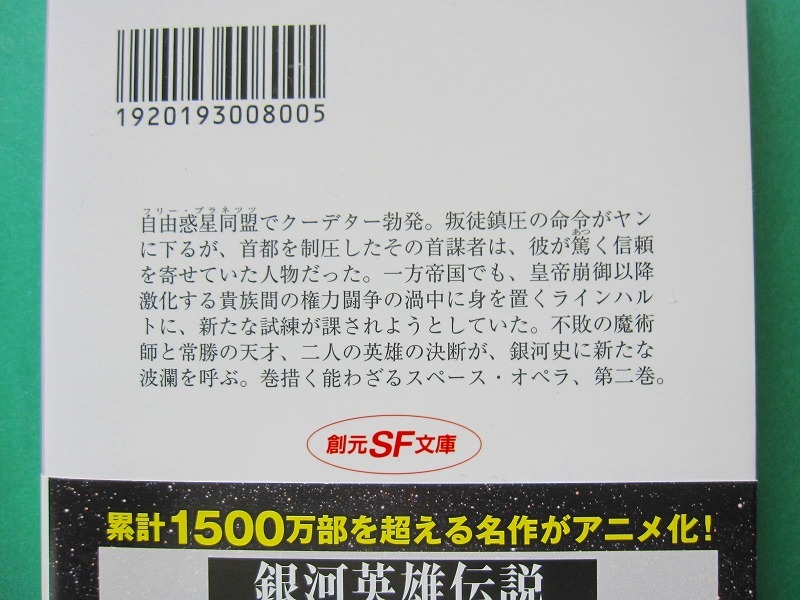 1920193008005
フリー・プラネッツ
自由惑星同盟でクーデター勃発。叛徒鎮圧の命令がヤン
に下るが、首都を制圧したその首謀者は、彼が篤く信頼
あつ
を寄せていた人物だった。一方帝国でも、皇帝崩御以降
激化する貴族間の権力闘争の渦中に身を置くラインハル
トに、新たな試練が課されようとしていた。不敗の魔術
師と常勝の天才、二人の英雄の決断が、銀河史に新たな
波瀾を呼ぶ。巻措く能わざるスペース・オペラ、第二巻。
創元SF文庫
累計1500万部を超える名作がアニメ化!
銀河英雄伝説